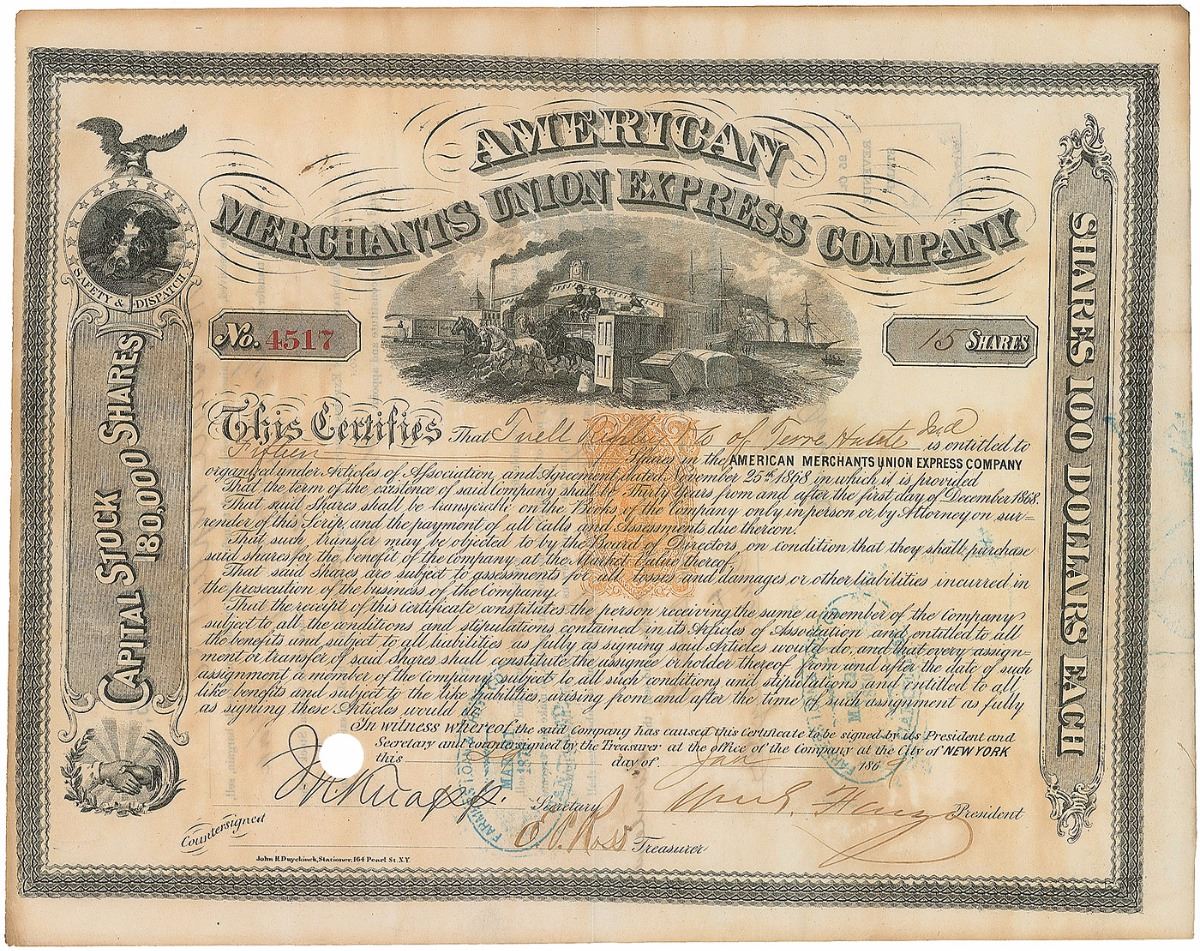 AMERICAN
MERCHANTS UNION EXPRESS COMPANY
SAFETY & DISPATCH
CAPITAL STOCK
180,000 SHARES
SHARES 100 DOLLARS EACH
No. 4517
15 SHARES
This Certifies That Tuell & Co of Terre Haute Ind is entitled to
Fifteen Shares in the AMERICAN MERCHANTS UNION EXPRESS COMPANY
organized under Articles of Association and Agreement dated November 25th 1868, in which it is provided
That the term of the existence of said Company shall be Thirty Years from and after the first day of December 1868.
That said Shares shall be transferable on the Books of the Company only in person or by Attorney on sur-
render of this Scrip, and the payment of all Calls and Assessments due thereon.
That such transfer may be objected to by the Board of Directors, on condition that they shall purchase
said shares for the benefit of the Company at the Market Value thereof,
That said shares are subject to assessments for all losses and damages or other liabilities incurred in
the prosecution of the business of the Company.
That the receipt of this certificate constitutes the person receiving the same a member of the Company
subject to all the conditions and stipulations contained in its Articles of Association and entitled to all
the benefits and subject to all liabilities as fully as signing said Articles would do, and that every assign-
ment or transfer of said shares shall constitute the assignee or holder thereof from and after the date of such
assignment a member of the Company subject to all such conditions and stipulations and entitled to all
like benefits and subject to the like liabilities, arising from and after the time of such assignment as fully
as signing these Articles would do.
In witness whereof, the said Company has caused this Certificate to be signed by its President and
Secretary and countersigned by the Treasurer at the office of the Company at the City of NEW YORK
this day of Jan 1869
J N Knapp. Secretary
Wm G. Fargo President
Countersigned
E. P. Ross Treasurer
John R Duychinck, Stationer, 164 Pearl St. N.Y.